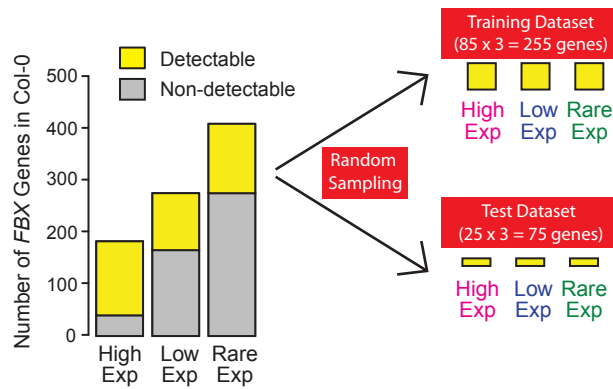 Number of FBX Genes in Col-0
500
400
300
200
100
0
Detectable
Non-detectable
High
Exp
Low
Exp
Rare
Exp
Random
Sampling
Training Dataset
(85 x 3 = 255 genes)
High
Exp
Low
Exp
Rare
Exp
Test Dataset
(25 x 3 = 75 genes)
High
Exp
Low
Exp
Rare
Exp